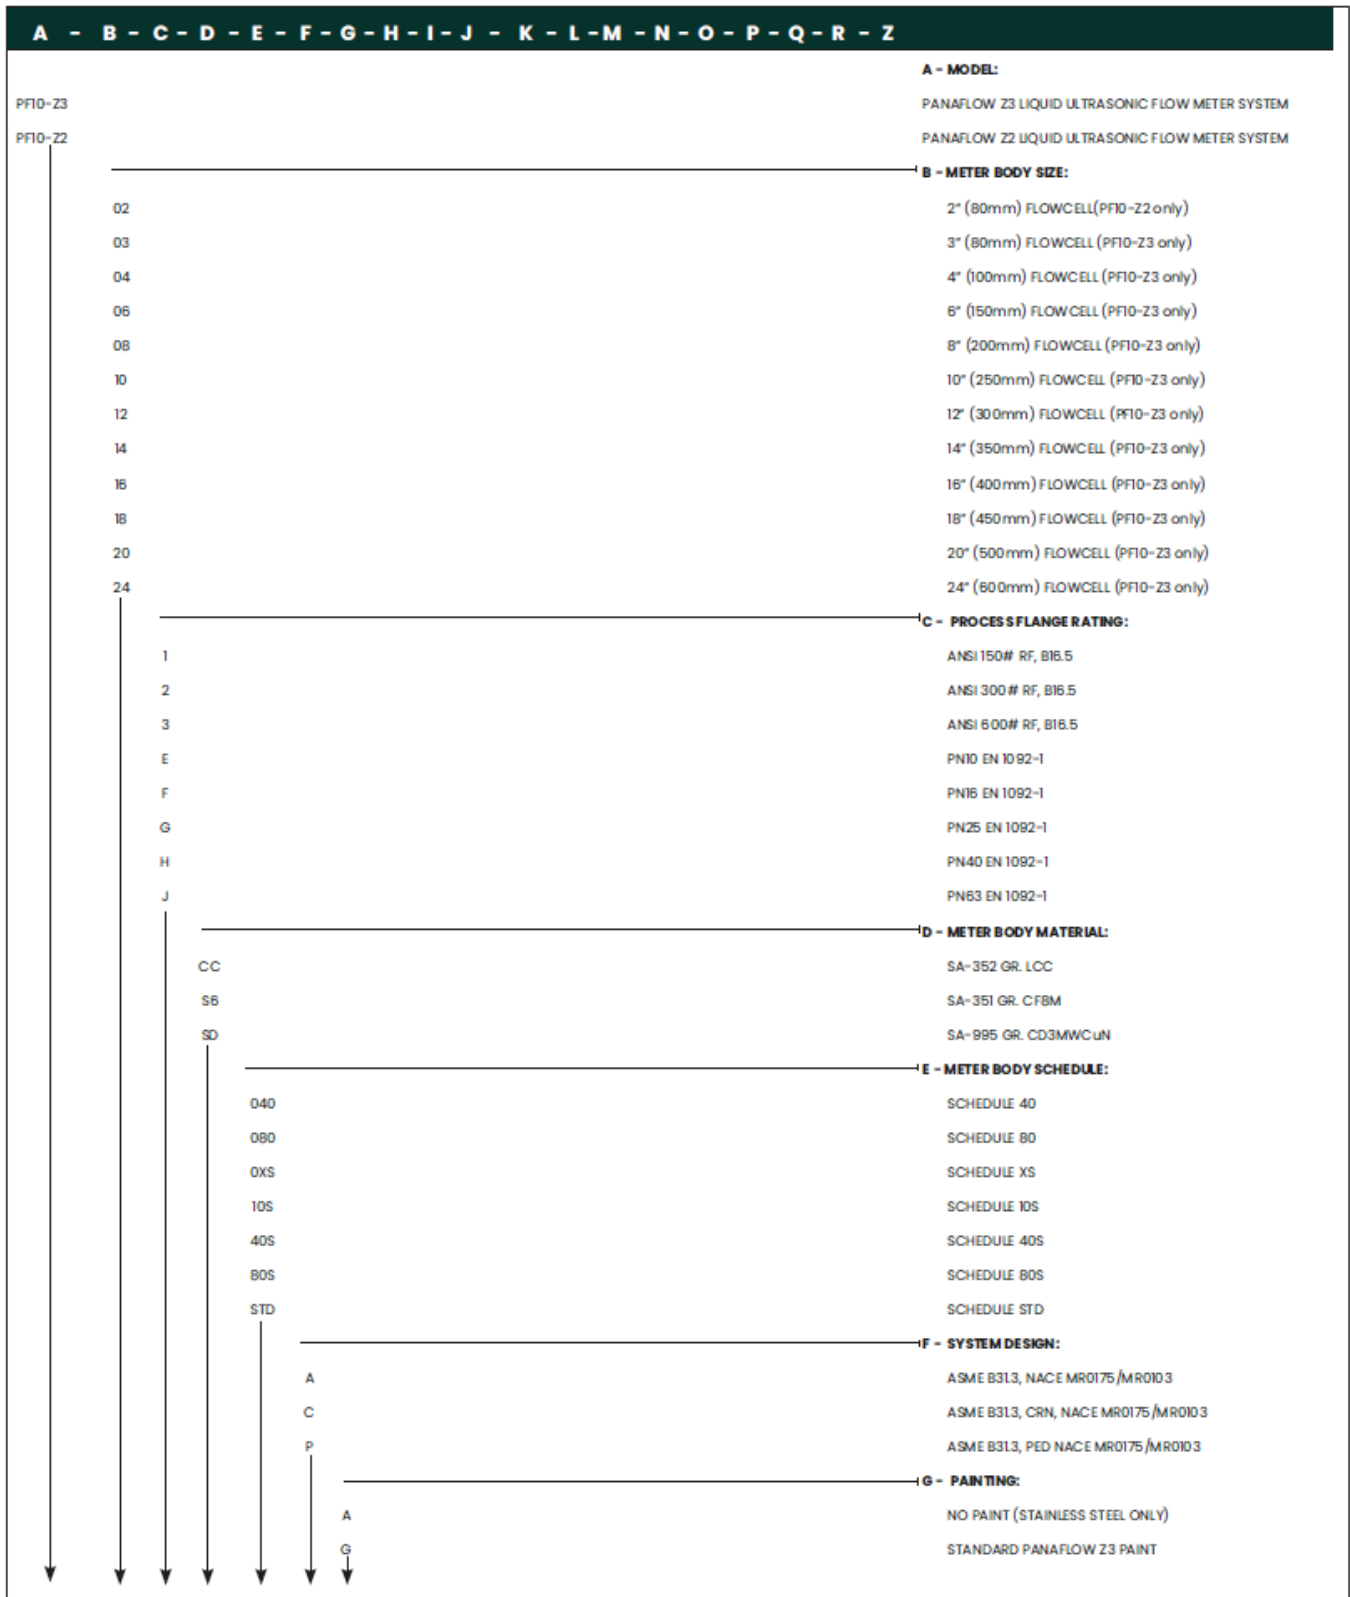 A - B - C - D - E - F - G - H - I - J - K - L - M - N - O - P - Q - R - Z
A - MODEL:
PF10-Z3 PANAFLOW Z3 LIQUID ULTRASONIC FLOW METER SYSTEM
PF10-Z2 PANAFLOW Z2 LIQUID ULTRASONIC FLOW METER SYSTEM
B - METER BODY SIZE:
02 2" (80mm) FLOWCELL(PF10-Z2 only)
03 3" (80mm) FLOWCELL (PF10-Z3 only)
04 4" (100mm) FLOWCELL (PF10-Z3 only)
06 6" (150mm) FLOWCELL (PF10-Z3 only)
08 8" (200mm) FLOWCELL (PF10-Z3 only)
10 10" (250mm) FLOWCELL (PF10-Z3 only)
12 12" (300mm) FLOWCELL (PF10-Z3 only)
14 14" (350mm) FLOWCELL (PF10-Z3 only)
16 16" (400mm) FLOWCELL (PF10-Z3 only)
18 18" (450mm) FLOWCELL (PF10-Z3 only)
20 20" (500mm) FLOWCELL (PF10-Z3 only)
24 24" (600mm) FLOWCELL (PF10-Z3 only)
C - PROCESS FLANGE RATING:
1 ANSI 150# RF, B16.5
2 ANSI 300# RF, B16.5
3 ANSI 600# RF, B16.5
E PN10 EN 1092-1
F PN16 EN 1092-1
G PN25 EN 1092-1
H PN40 EN 1092-1
J PN63 EN 1092-1
D - METER BODY MATERIAL:
CC SA-352 GR. LCC
S6 SA-351 GR. CF8M
SD SA-995 GR. CD3MWCuN
E - METER BODY SCHEDULE:
040 SCHEDULE 40
080 SCHEDULE 80
0XS SCHEDULE XS
10S SCHEDULE 10S
40S SCHEDULE 40S
80S SCHEDULE 80S
STD SCHEDULE STD
F - SYSTEM DESIGN:
A ASME B31.3, NACE MR0175/MR0103
C ASME B31.3, CRN, NACE MR0175/MR0103
P ASME B31.3, PED NACE MR0175/MR0103
G - PAINTING:
A NO PAINT (STAINLESS STEEL ONLY)
G STANDARD PANAFLOW Z3 PAINT